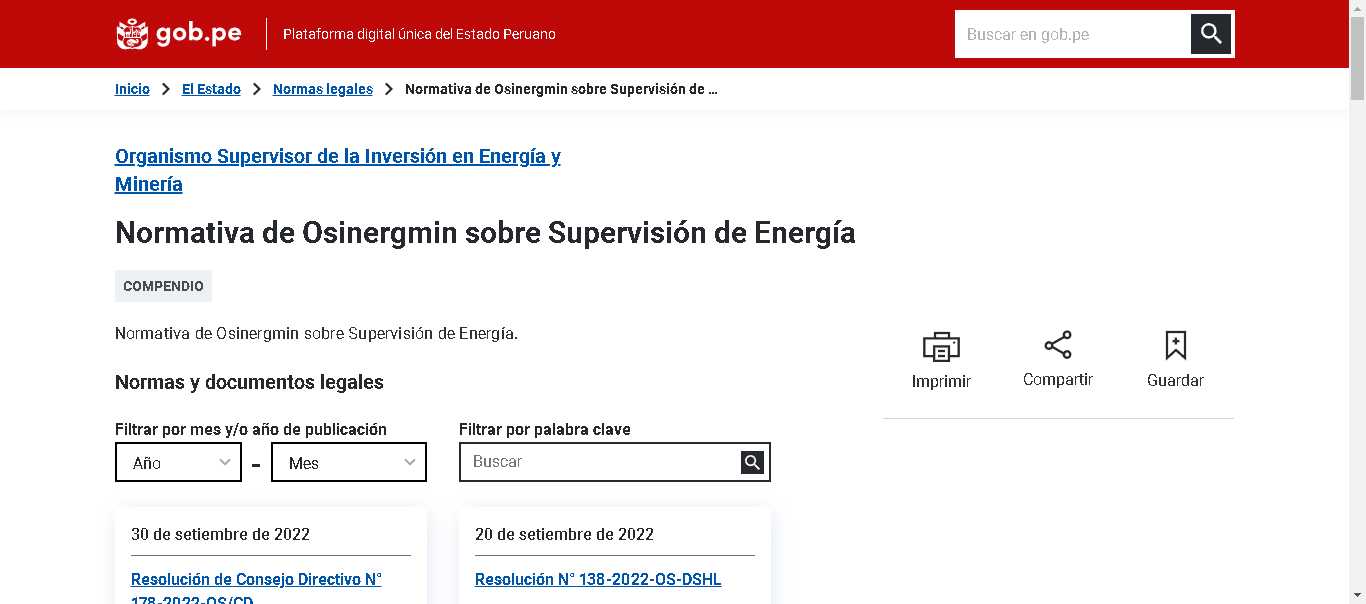 gob.pe
Plataforma digital única del Estado Peruano
Buscar en gob.pe
Inicio > El Estado > Normas legales > Normativa de Osinergmin sobre Supervisión de ...
Organismo Supervisor de la Inversión en Energía y
Minería
Normativa de Osinergmin sobre Supervisión de Energía
COMPENDIO
Normativa de Osinergmin sobre Supervisión de Energía.
Imprimir
Compartir
Guardar
Normas y documentos legales
Filtrar por mes y/o año de publicación
Año – Mes
Filtrar por palabra clave
Buscar
30 de setiembre de 2022
Resolución de Consejo Directivo N°
178-2022-OS/CD
20 de setiembre de 2022
Resolución N° 138-2022-OS-DSHL